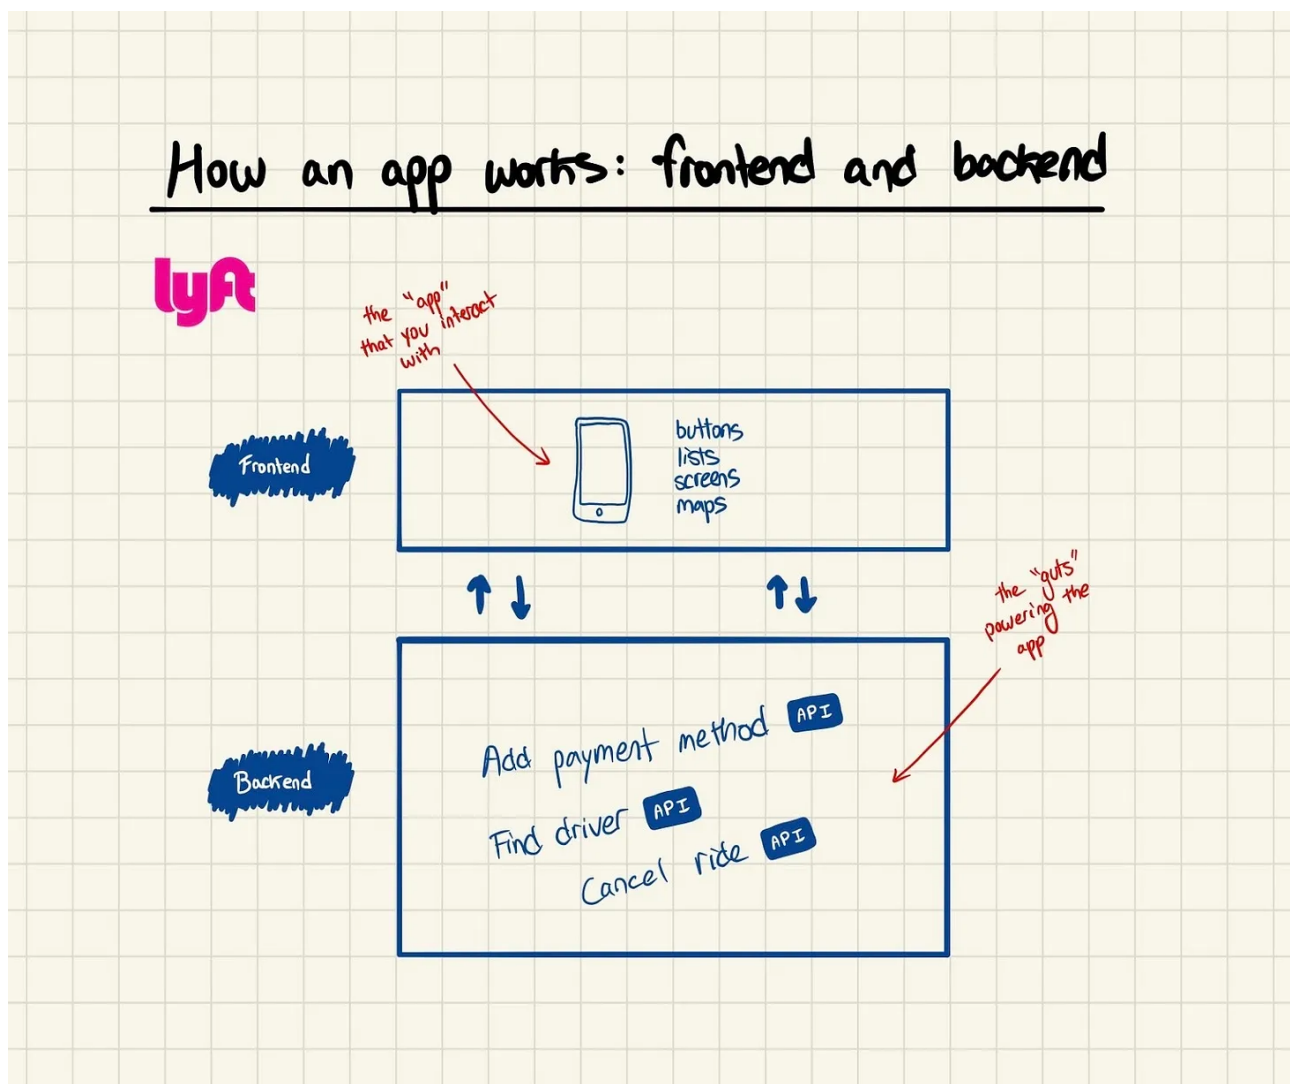 How an app works: frontend and backend
lyft
the "app"
that you interact
with
Frontend
buttons
lists
screens
maps
the "guts"
powering the
app
Backend
Add payment method API
Find driver API
Cancel ride API